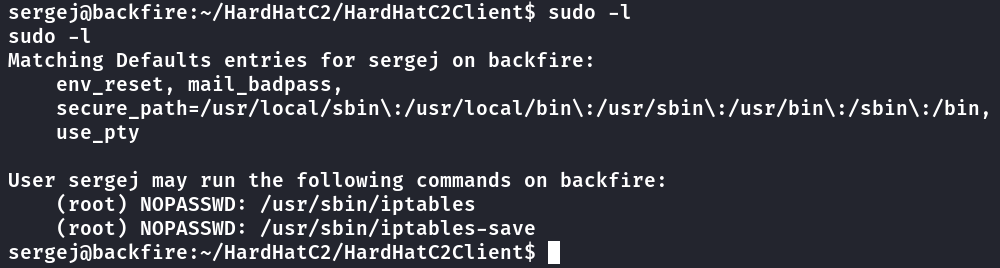 sergej@backfire:~/HardHatC2/HardHatC2Client$ sudo -l
sudo -l
Matching Defaults entries for sergej on backfire:
    env_reset, mail_badpass,
    secure_path=/usr/local/sbin\:/usr/local/bin\:/usr/sbin\:/usr/bin\:/sbin\:/bin,
    use_pty

User sergej may run the following commands on backfire:
    (root) NOPASSWD: /usr/sbin/iptables
    (root) NOPASSWD: /usr/sbin/iptables-save
sergej@backfire:~/HardHatC2/HardHatC2Client$